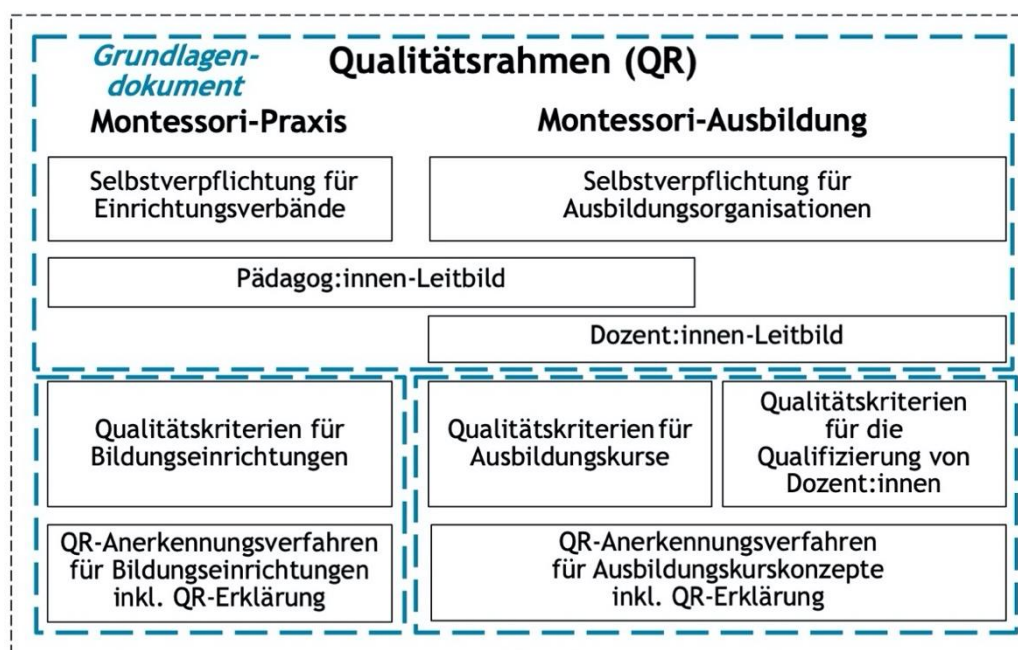 Grundlagen-
dokument
Qualitätsrahmen (QR)
Montessori-Praxis
Montessori-Ausbildung
Selbstverpflichtung für
Einrichtungsverbände
Selbstverpflichtung für
Ausbildungsorganisationen
Pädagog:innen-Leitbild
Dozent:innen-Leitbild
Qualitätskriterien für
Bildungseinrichtungen
Qualitätskriterien für
Ausbildungskurse
Qualitätskriterien
für die
Qualifizierung von
Dozent:innen
QR-Anerkennungsverfahren
für Bildungseinrichtungen
inkl. QR-Erklärung
QR-Anerkennungsverfahren
für Ausbildungskurskonzepte
inkl. QR-Erklärung